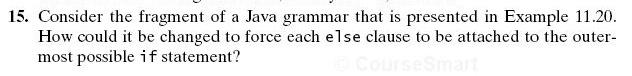 15. Consider the fragment of a Java grammar that is presented in Example 11.20.
How could it be changed to force each else clause to be attached to the outer-
most possible if statement?
© CourseSmart